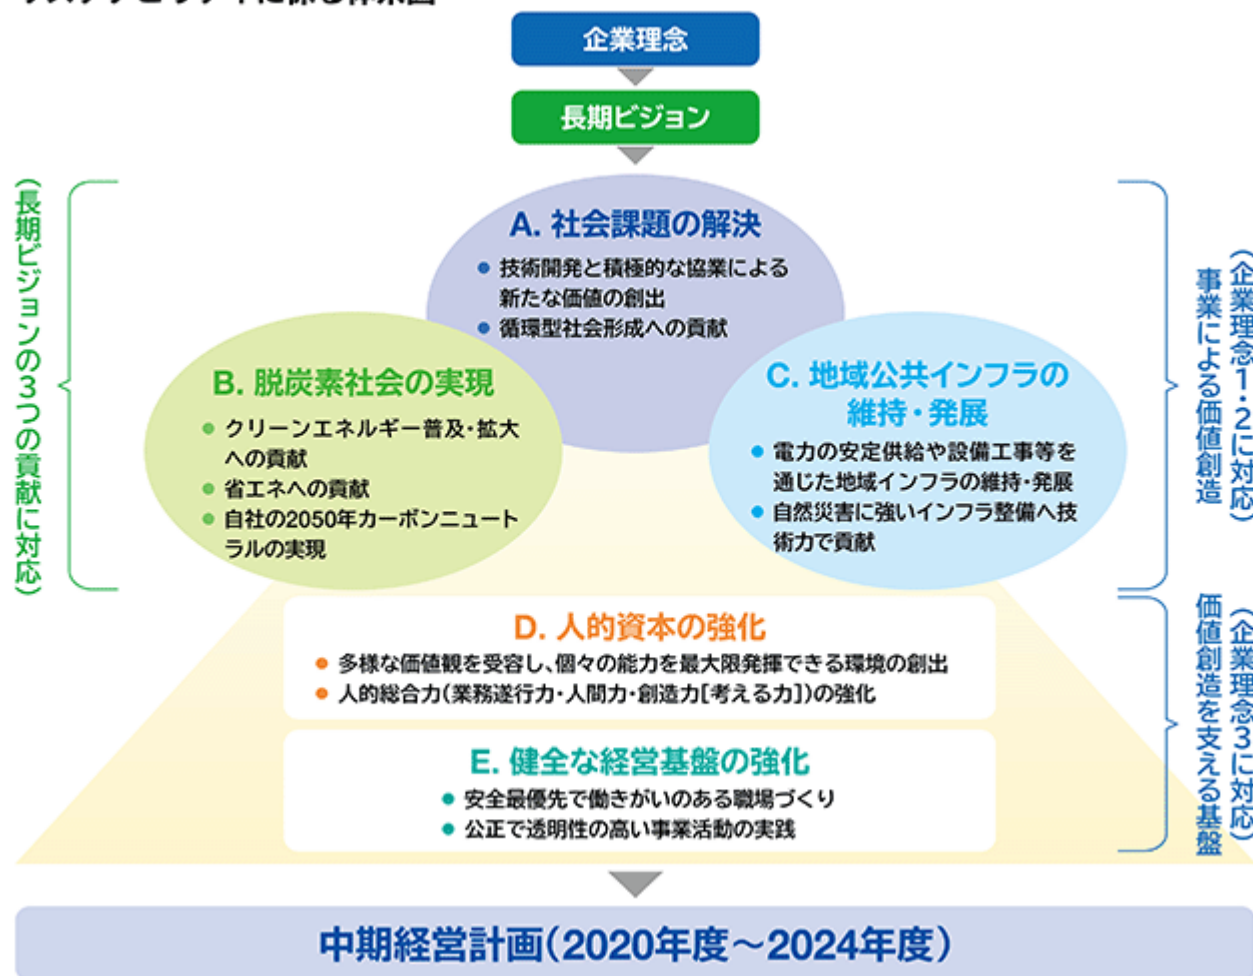 企業理念
長期ビジョン
A. 社会課題の解決
● 技術開発と積極的な協業による
新たな価値の創出
● 循環型社会形成への貢献
B. 脱炭素社会の実現
● クリーンエネルギー普及・拡大
への貢献
● 省エネへの貢献
● 自社の2050年カーボンニュート
ラルの実現
C. 地域公共インフラの
維持・発展
● 電力の安定供給や設備工事等を
通じた地域インフラの維持・発展
● 自然災害に強いインフラ整備へ技
術力で貢献
(長期ビジョンの3つの貢献に対応)
事業による価値創造
(企業理念1・2に対応)
D. 人的資本の強化
● 多様な価値観を受容し、個々の能力を最大限発揮できる環境の創出
● 人的総合力(業務遂行力・人間力・創造力[考える力])の強化
E. 健全な経営基盤の強化
● 安全最優先で働きがいのある職場づくり
● 公正で透明性の高い事業活動の実践
価値創造を支える基盤
(企業理念3に対応)
中期経営計画(2020年度～2024年度)